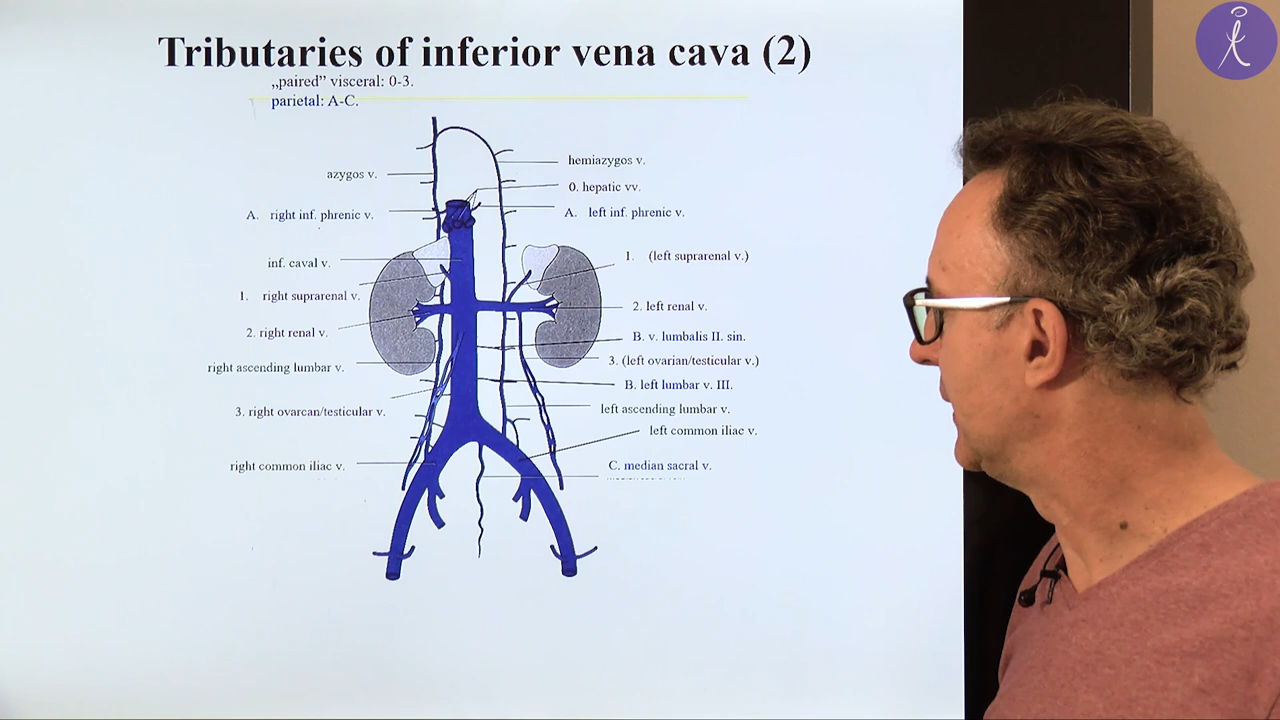 Tributaries of inferior vena cava (2)
„paired” visceral: 0-3.
parietal: A-C.
hemiazygos v.
azygos v.
0. hepatic vv.
A. right inf. phrenic v.
A. left inf. phrenic v.
1. (left suprarenal v.)
inf. caval v.
1. right suprarenal v.
2. left renal v.
2. right renal v.
B. v. lumbalis II. sin.
3. (left ovarian/testicular v.)
right ascending lumbar v.
B. left lumbar v. III.
3. right ovarcan/testicular v.
left ascending lumbar v.
left common iliac v.
right common iliac v.
C. median sacral v.